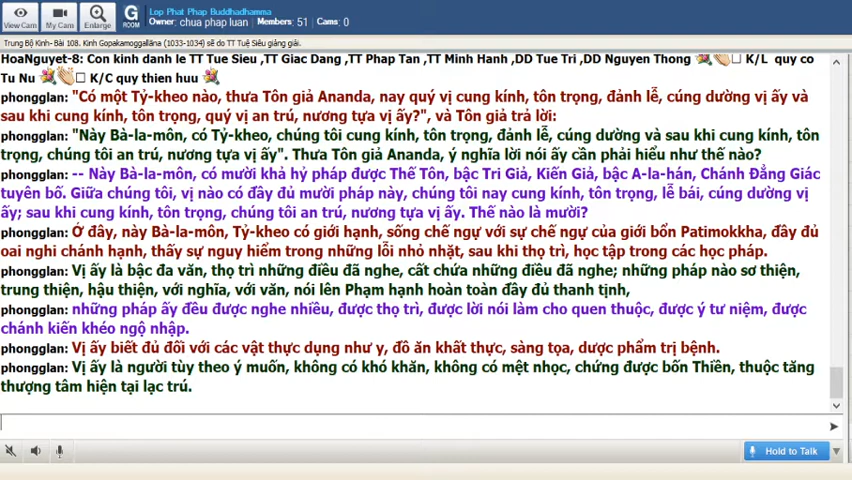 Lop Phat Phap Buddhadhamma
Owner: chua phap luan   Members: 51   Cams: 0
View Cam   My Cam   Enlarge   G ROOM
Trung Bộ Kinh- Bài 108. Kinh Gopakamoggallàna (1033-1034) sẽ do TT Tuệ Siêu giảng giải.
HoaNguyet-8: Con kinh danh le TT Tue Sieu ,TT Giac Dang ,TT Phap Tan ,TT Minh Hanh ,DD Tue Tri ,DD Nguyen Thong K/L quy co
Tu Nu K/C quy thien huu
phongglan: "Có một Tỷ-kheo nào, thưa Tôn giả Ananda, nay quý vị cung kính, tôn trọng, đảnh lễ, cúng dường vị ấy và
sau khi cung kính, tôn trọng, quý vị an trú, nương tựa vị ấy?", và Tôn giả trả lời:
phongglan: "Này Bà-la-môn, có Tỷ-kheo, chúng tôi cung kính, tôn trọng, đảnh lễ, cúng dường và sau khi cung kính, tôn
trọng, chúng tôi an trú, nương tựa vị ấy". Thưa Tôn giả Ananda, ý nghĩa lời nói ấy cần phải hiểu như thế nào?
phongglan: -- Này Bà-la-môn, có mười khả hỷ pháp được Thế Tôn, bậc Tri Giả, Kiến Giả, bậc A-la-hán, Chánh Đẳng Giác
tuyên bố. Giữa chúng tôi, vị nào có đầy đủ mười pháp này, chúng tôi nay cung kính, tôn trọng, lễ bái, cúng dường vị
ấy; sau khi cung kính, tôn trọng, chúng tôi an trú, nương tựa vị ấy. Thế nào là mười?
phongglan: Ở đây, này Bà-la-môn, Tỷ-kheo có giới hạnh, sống chế ngự với sự chế ngự của giới bổn Patimokkha, đầy đủ
oai nghi chánh hạnh, thấy sự nguy hiểm trong những lỗi nhỏ nhặt, sau khi thọ trì, học tập trong các học pháp.
phongglan: Vị ấy là bậc đa văn, thọ trì những điều đã nghe, cất chứa những điều đã nghe; những pháp nào sơ thiện,
trung thiện, hậu thiện, với nghĩa, với văn, nói lên Phạm hạnh hoàn toàn đầy đủ thanh tịnh,
phongglan: những pháp ấy đều được nghe nhiều, được thọ trì, được lời nói làm cho quen thuộc, được ý tư niệm, được
chánh kiến khéo ngộ nhập.
phongglan: Vị ấy biết đủ đối với các vật thực dụng như y, đồ ăn khất thực, sàng tọa, dược phẩm trị bệnh.
phongglan: Vị ấy là người tùy theo ý muốn, không có khó khăn, không có mệt nhọc, chứng được bốn Thiền, thuộc tăng
thượng tâm hiện tại lạc trú.
Hold to Talk